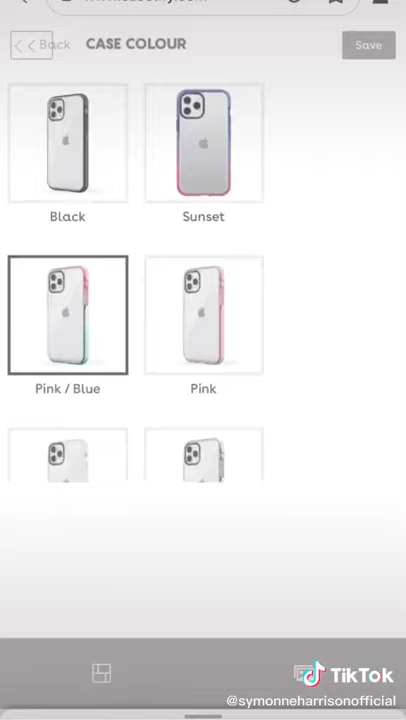 Back
CASE COLOUR
Save
Black
Sunset
Pink / Blue
Pink
TikTok
@symonneharrisonofficial